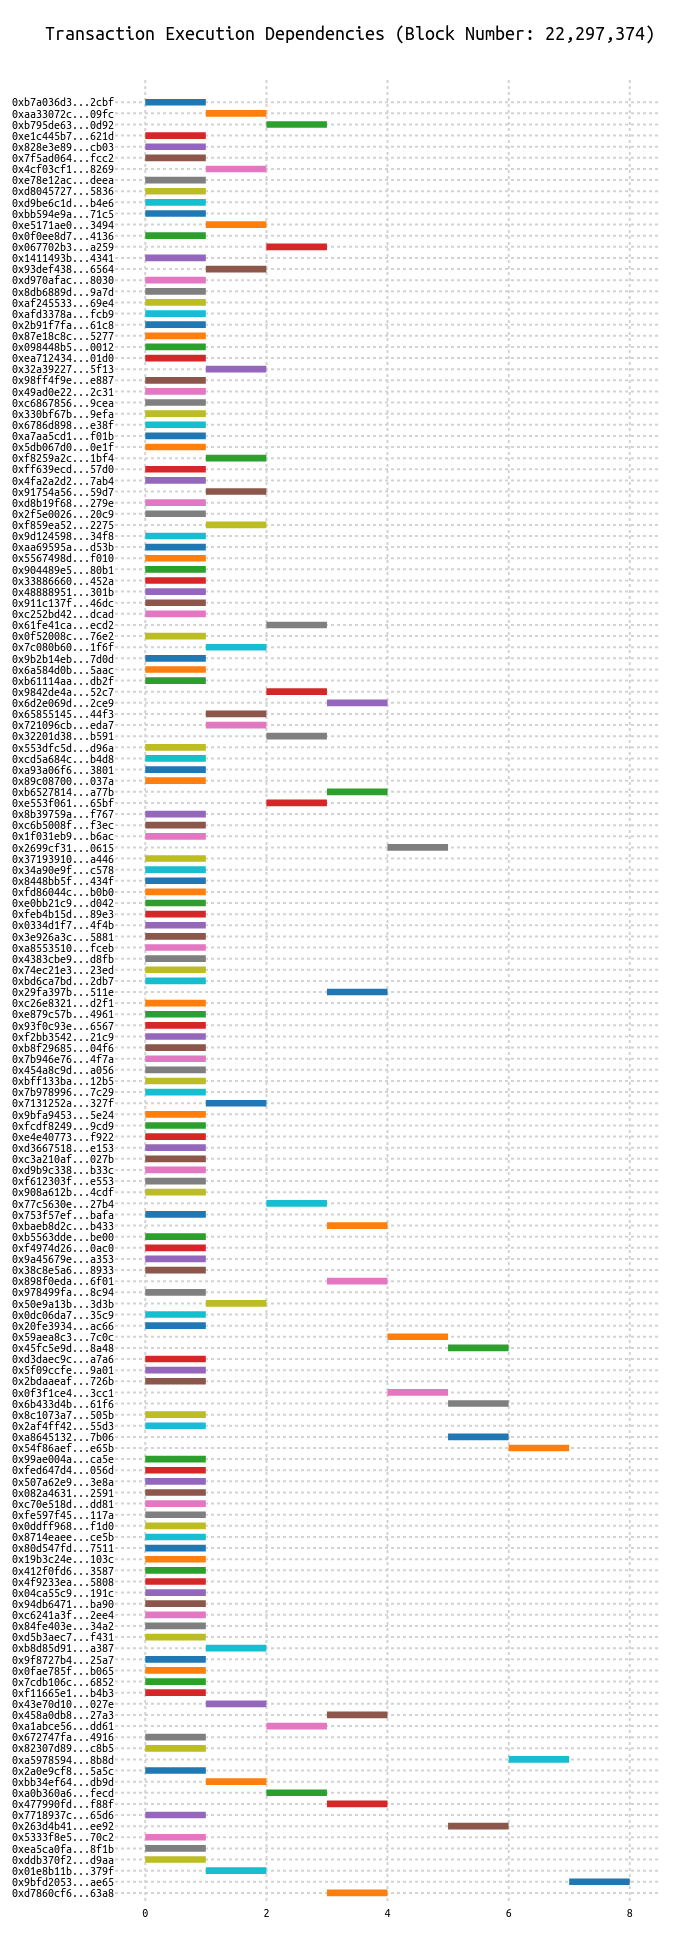 Transaction Execution Dependencies (Block Number: 22,297,374)
0xb7a036d3...2cbf
0xaa33072c...09fc
0xb795de63...0d92
0xe1c445b7...621d
0x828e3e89...cb03
0x7f5ad064...fcc2
0x4cf03cf1...8269
0xe78e12ac...deea
0xd8045727...5836
0xd9be6c1d...b4e6
0xbb594e9a...71c5
0xe5171ae0...3494
0x0f0ee8d7...4136
0x067702b3...a259
0x1411493b...4341
0x93def438...6564
0xd970afac...8030
0x8db6889d...9a7d
0xaf245533...69e4
0xafd3378a...fcb9
0x2b91f7fa...61c8
0x87e18c8c...5277
0x098448b5...0012
0xea712434...01d0
0x32a39227...5f13
0x98ff4f9e...e887
0x49ad0e22...2c31
0xc6867856...9cea
0x330bf67b...9efa
0x6786d898...e38f
0xa7aa5cd1...f01b
0x5db067d0...0e1f
0xf8259a2c...1bf4
0xff639ecd...57d0
0x4fa2a2d2...7ab4
0x91754a56...59d7
0xd8b19f68...279e
0x2f5e0026...20c9
0xf859ea52...2275
0x9d124598...34f8
0xaa69595a...d53b
0x5567498d...f010
0x904489e5...80b1
0x33886660...452a
0x48888951...301b
0x911c137f...46dc
0xc252bd42...dcad
0x61fe41ca...ecd2
0x0f52008c...76e2
0x7c080b60...1f6f
0x9b2b14eb...7d0d
0x6a584d0b...5aac
0xb61114aa...db2f
0x9842de4a...52c7
0x6d2e069d...2ce9
0x65855145...44f3
0x721096cb...eda7
0x32201d38...b591
0x553dfc5d...d96a
0xcd5a684c...b4d8
0xa93a06f6...3801
0x89c08700...037a
0xb6527814...a77b
0xe553f061...65bf
0x8b39759a...f767
0xc6b5008f...f3ec
0x1f031eb9...b6ac
0x2699cf31...0615
0x37193910...a446
0x34a90e9f...c578
0x8448bb5f...434f
0xfd86044c...b0b0
0xe0bb21c9...d042
0xfeb4b15d...89e3
0x0334d1f7...4f4b
0x3e926a3c...5881
0xa8553510...fceb
0x4383cbe9...d8fb
0x74ec21e3...23ed
0xbd6ca7bd...2db7
0x29fa397b...511e
0xc26e8321...d2f1
0xe879c57b...4961
0x93f0c93e...6567
0xf2bb3542...21c9
0xb8f29685...04f6
0x7b946e76...4f7a
0x454a8c9d...a056
0xbff133ba...12b5
0x7b978996...7c29
0x7131252a...327f
0x9bfa9453...5e24
0xfcdf8249...9cd9
0xe4e40773...f922
0xd3667518...e153
0xc3a210af...027b
0xd9b9c338...b33c
0xf612303f...e553
0x908a612b...4cdf
0x77c5630e...27b4
0x753f57ef...bafa
0xbaeb8d2c...b433
0xb5563dde...be00
0xf4974d26...0ac0
0x9a45679e...a353
0x38c8e5a6...8933
0x898f0eda...6f01
0x978499fa...8c94
0x50e9a13b...3d3b
0x0dc06da7...35c9
0x20fe3934...ac66
0x59aea8c3...7c0c
0x45fc5e9d...8a48
0xd3daec9c...a7a6
0x5f09ccfe...9a01
0x2bdaaeaf...726b
0x0f3f1ce4...3cc1
0x6b433d4b...61f6
0x8c1073a7...505b
0x2af4ff42...55d3
0xa8645132...7b06
0x54f86aef...e65b
0x99ae004a...ca5e
0xfed647d4...056d
0x507a62e9...3e8a
0x082a4631...2591
0xc70e518d...dd81
0xfe597f45...117a
0x0ddff968...f1d0
0x8714eaee...ce5b
0x80d547fd...7511
0x19b3c24e...103c
0x412f0fd6...3587
0x4f9233ea...5808
0x04ca55c9...191c
0x94db6471...ba90
0xc6241a3f...2ee4
0x84fe403e...34a2
0xd5b3aec7...f431
0xb8d85d91...a387
0x9f8727b4...25a7
0x0fae785f...b065
0x7cdb106c...6852
0xf11665e1...b4b3
0x43e70d10...027e
0x458a0db8...27a3
0xa1abce56...dd61
0x672747fa...4916
0x82307d89...c8b5
0xa5978594...8b8d
0x2a0e9cf8...5a5c
0xbb34ef64...db9d
0xa0b360a6...fecd
0x477990fd...f88f
0x7718937c...65d6
0x263d4b41...ee92
0x5333f8e5...70c2
0xea5ca0fa...8f1b
0xddb370f2...d9aa
0x01e8b11b...379f
0x9bfd2053...ae65
0xd7860cf6...63a8
0 2 4 6 8